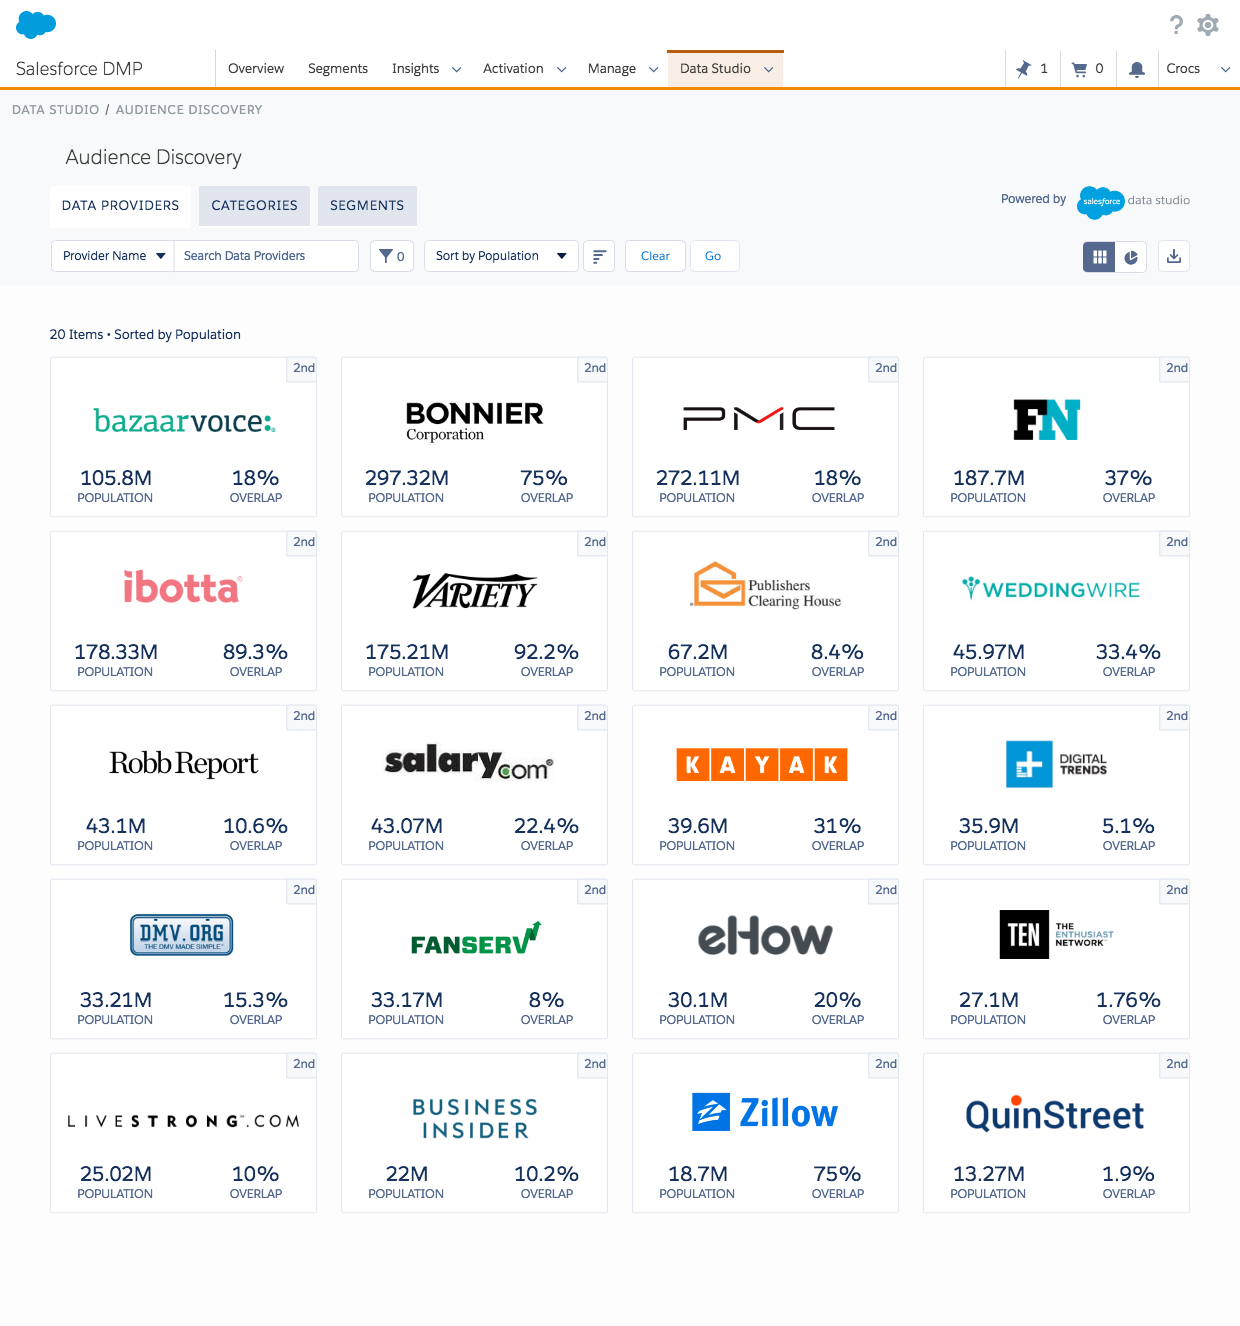 ?
Salesforce DMP
Overview Segments Insights Activation Manage Data Studio 1 0 Crocs
DATA STUDIO / AUDIENCE DISCOVERY
Audience Discovery
DATA PROVIDERS CATEGORIES SEGMENTS
Powered by salesforce data studio
Provider Name Search Data Providers 0 Sort by Population Clear Go
20 Items • Sorted by Population
2nd 2nd 2nd 2nd
bazaarvoice:®
BONNIER
Corporation
PMC
FN
105.8M 18% 297.32M 75% 272.11M 18% 187.7M 37%
POPULATION OVERLAP POPULATION OVERLAP POPULATION OVERLAP POPULATION OVERLAP
2nd 2nd 2nd 2nd
ibotta®
VARIETY
Publishers
Clearing House
WEDDINGWIRE
178.33M 89.3% 175.21M 92.2% 67.2M 8.4% 45.97M 33.4%
POPULATION OVERLAP POPULATION OVERLAP POPULATION OVERLAP POPULATION OVERLAP
2nd 2nd 2nd 2nd
Robb Report
salary.com®
KAYAK
DIGITAL
TRENDS
43.1M 10.6% 43.07M 22.4% 39.6M 31% 35.9M 5.1%
POPULATION OVERLAP POPULATION OVERLAP POPULATION OVERLAP POPULATION OVERLAP
2nd 2nd 2nd 2nd
DMV.ORG
THE DMV MADE SIMPLE™
FANSERV
eHow
TEN THE
ENTHUSIAST
NETWORK™
33.21M 15.3% 33.17M 8% 30.1M 20% 27.1M 1.76%
POPULATION OVERLAP POPULATION OVERLAP POPULATION OVERLAP POPULATION OVERLAP
2nd 2nd 2nd 2nd
LIVESTRONG™.COM
BUSINESS
INSIDER
Zillow
QuinStreet
25.02M 10% 22M 10.2% 18.7M 75% 13.27M 1.9%
POPULATION OVERLAP POPULATION OVERLAP POPULATION OVERLAP POPULATION OVERLAP